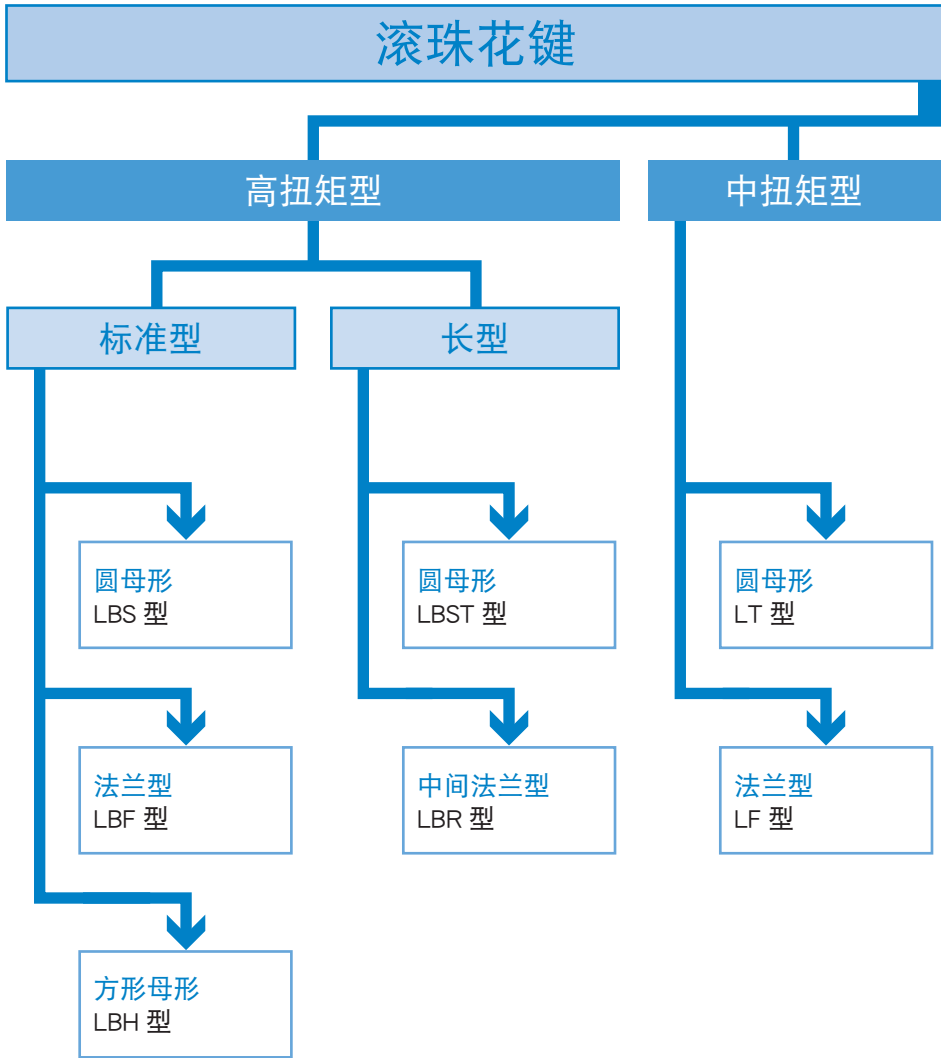 滚珠花键
高扭矩型
中扭矩型
标准型
长型
圆母形
LBS 型
圆母形
LBST 型
圆母形
LT 型
法兰型
LBF 型
中间法兰型
LBR 型
法兰型
LF 型
方形母形
LBH 型